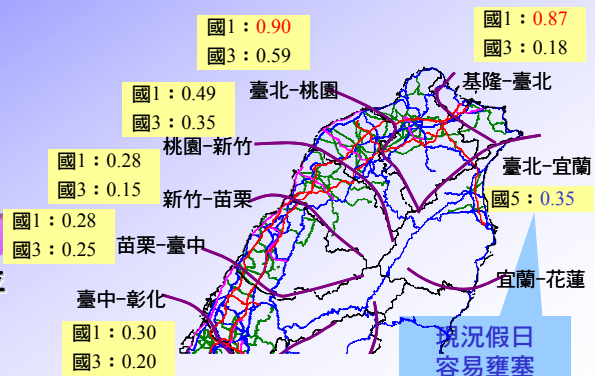 國1：0.90
國3：0.59
國1：0.87
國3：0.18
國1：0.49
國3：0.35
臺北-桃園
基隆-臺北
桃園-新竹
國1：0.28
國3：0.15
臺北-宜蘭
新竹-苗栗
國5：0.35
國1：0.28
國3：0.25
苗栗-臺中
宜蘭-花蓮
臺中-彰化
國1：0.30
國3：0.20
現況假日
容易壅塞